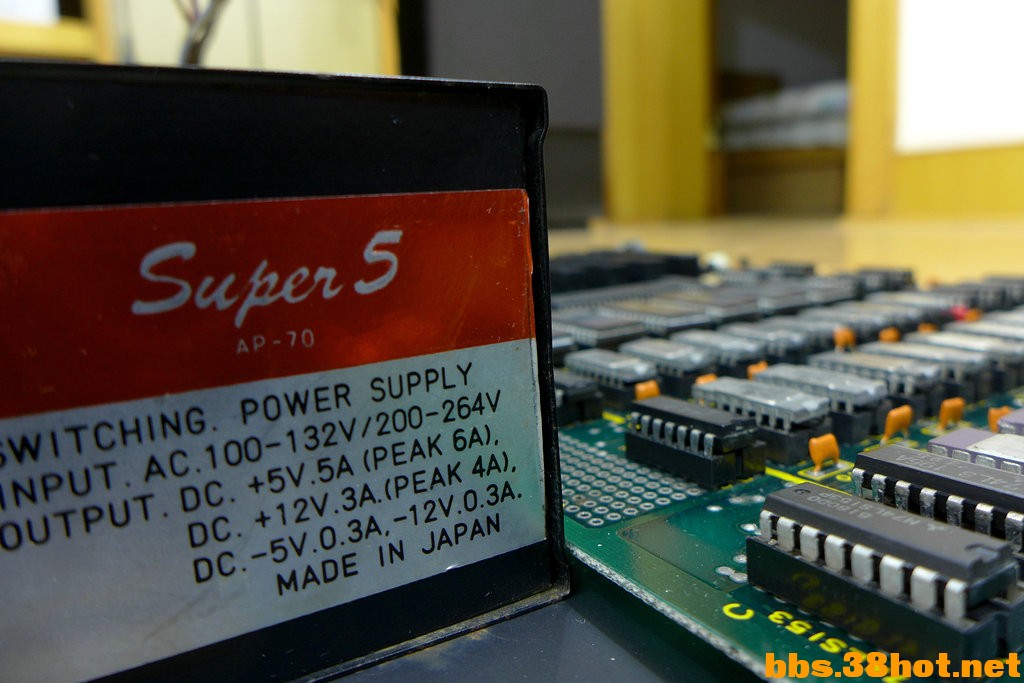 Super 5
AP-70
SWITCHING. POWER SUPPLY
INPUT. AC.100-132V/200-264V
OUTPUT. DC. +5V.5A (PEAK 6A),
DC. +12V.3A.(PEAK 4A),
DC.-5V.0.3A,-12V.0.3A.
MADE IN JAPAN
LS153 C
bbs.38hot.net